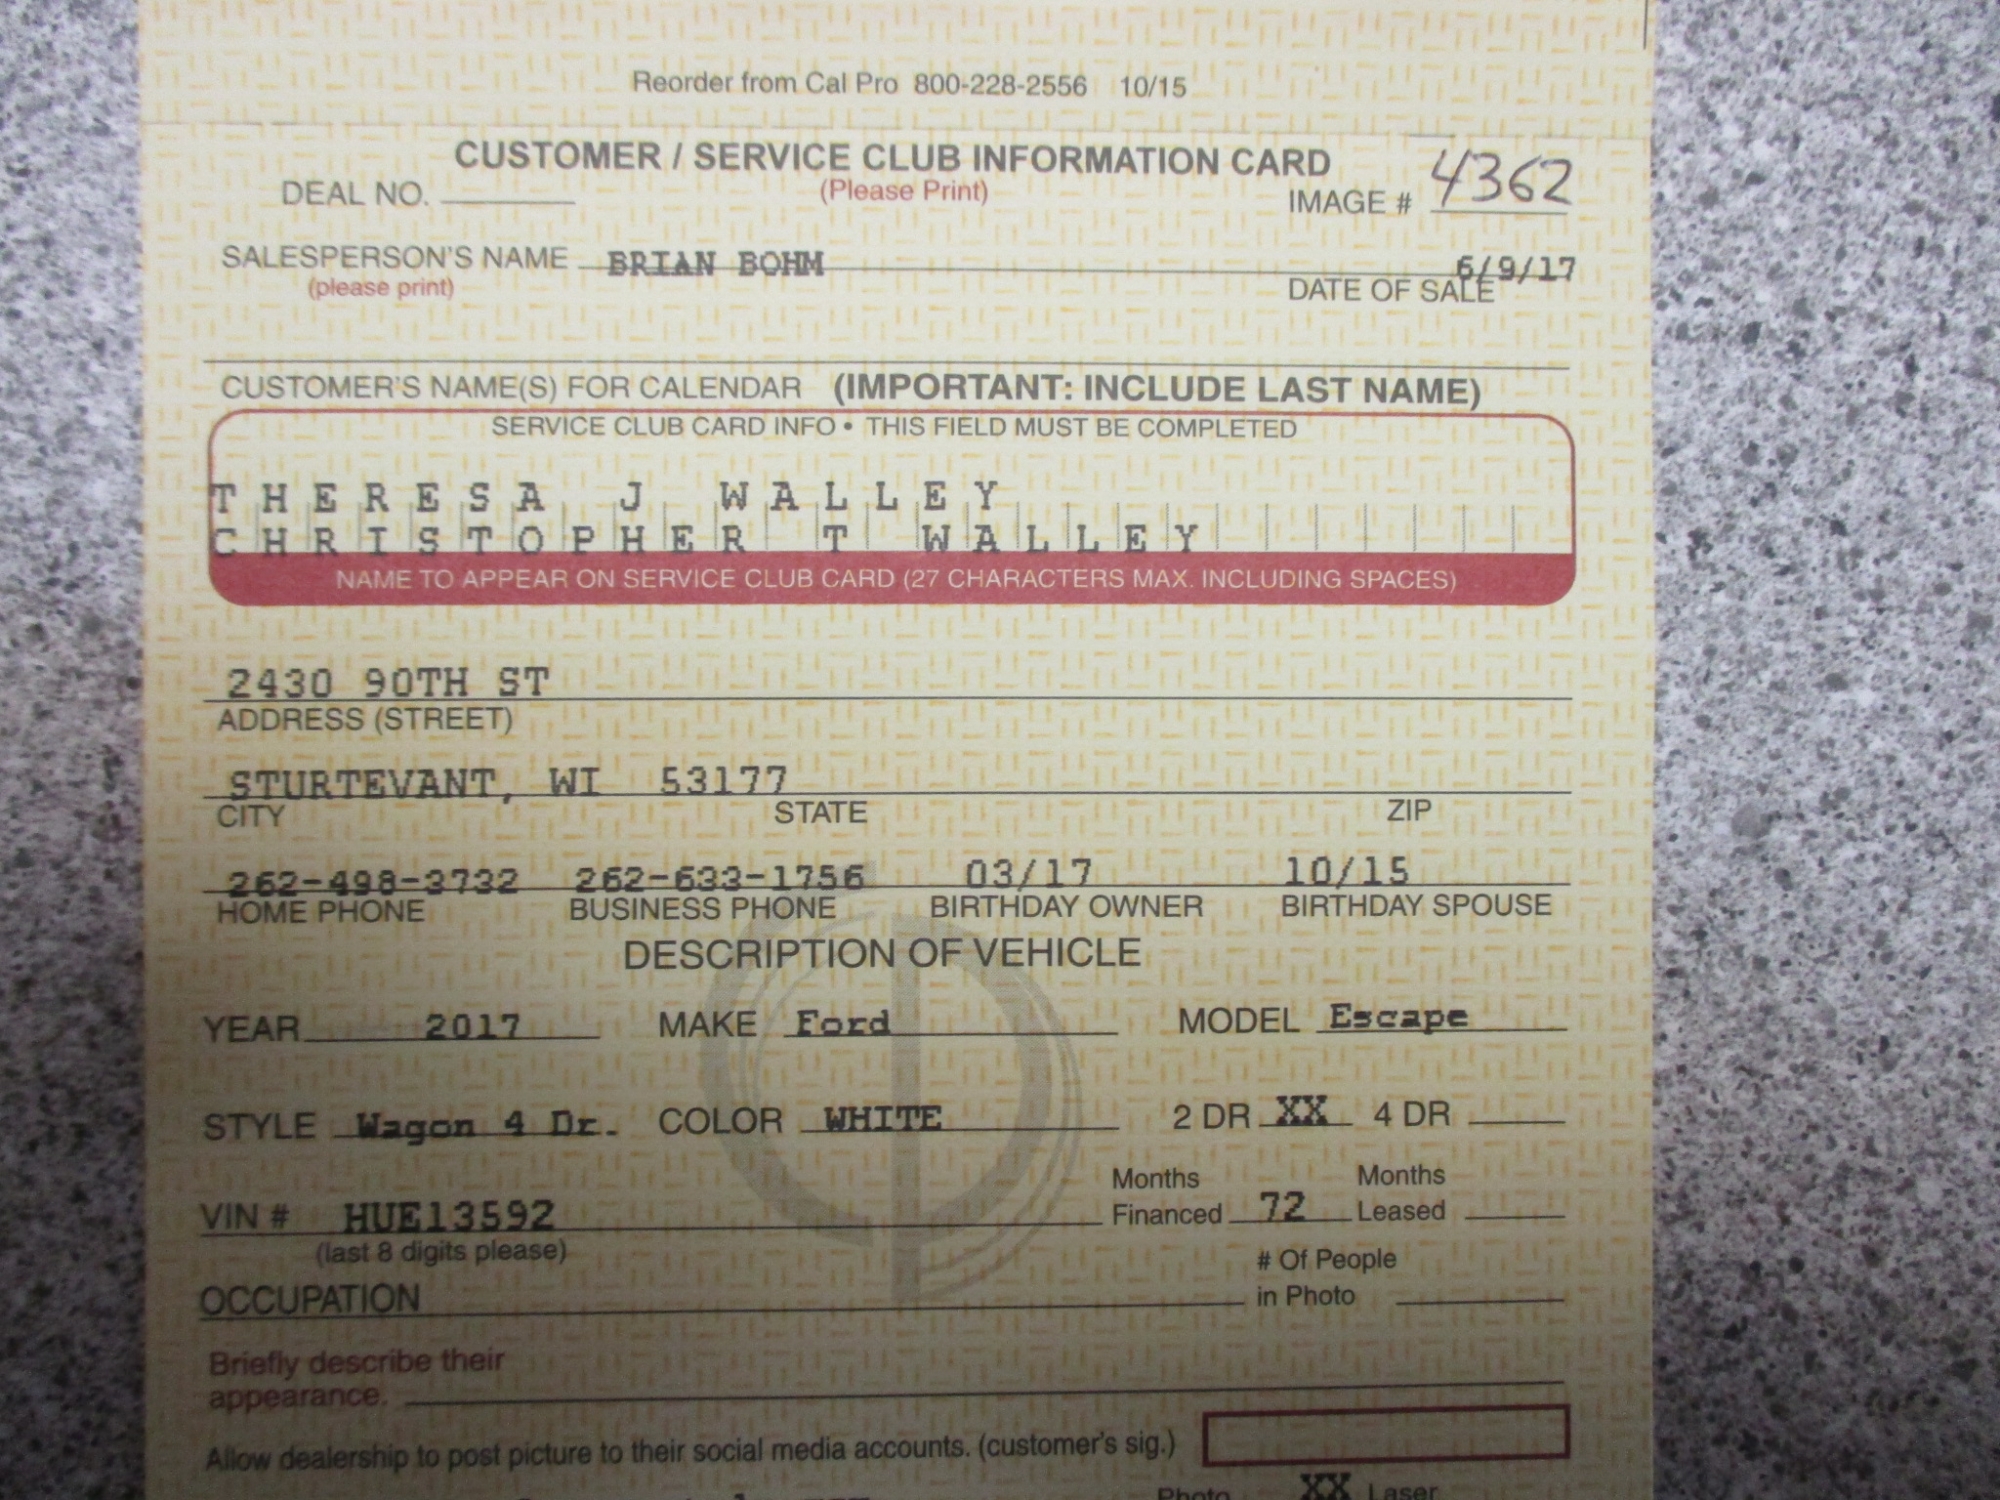 Reorder from Cal Pro 800-228-2556 10/15
CUSTOMER / SERVICE CLUB INFORMATION CARD
DEAL NO. (Please Print) IMAGE # 4362
SALESPERSON'S NAME BRIAN BOHM 6/9/17
(please print) DATE OF SALE
CUSTOMER'S NAME(S) FOR CALENDAR (IMPORTANT: INCLUDE LAST NAME)
SERVICE CLUB CARD INFO • THIS FIELD MUST BE COMPLETED
THERESA J WALLEY
CHRISTOPHER T WALLEY
NAME TO APPEAR ON SERVICE CLUB CARD (27 CHARACTERS MAX. INCLUDING SPACES)
2430 90TH ST
ADDRESS (STREET)
STURTEVANT, WI 53177
CITY STATE ZIP
262-498-3732 262-633-1756 03/17 10/15
HOME PHONE BUSINESS PHONE BIRTHDAY OWNER BIRTHDAY SPOUSE
DESCRIPTION OF VEHICLE
YEAR 2017 MAKE Ford MODEL Escape
STYLE Wagon 4 Dr. COLOR WHITE 2 DR XX 4 DR
Months Months
VIN # HUE13592 Financed 72 Leased
(last 8 digits please)
# Of People
OCCUPATION in Photo
Briefly describe their
appearance.
Allow dealership to post picture to their social media accounts. (customer's sig.)
Photo XX Laser